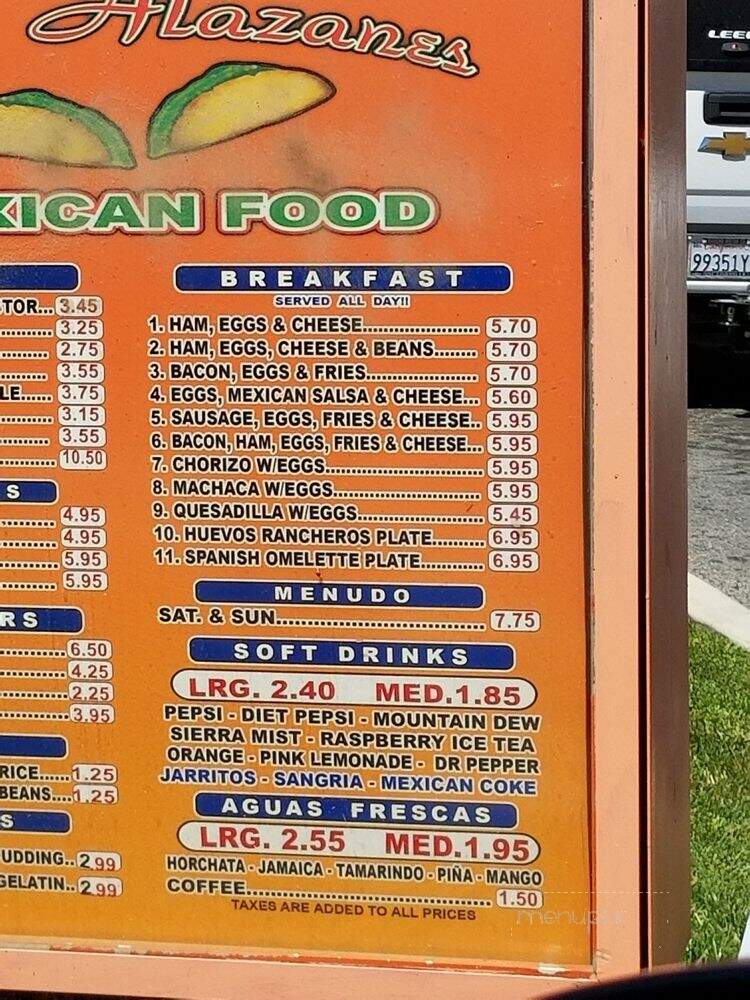 Alazanes
XICAN FOOD
TOR... 3.45
3.25
2.75
3.55
LE...... 3.75
3.15
3.55
10.50
S
4.95
4.95
5.95
5.95
RS
6.50
4.25
2.25
3.95
RICE......1.25
BEANS....1.25
S
UDDING.. 2.99
GELATIN.. 2.99
BREAKFAST
SERVED ALL DAY!!
1. HAM, EGGS & CHEESE............................ 5.70
2. HAM, EGGS, CHEESE & BEANS........ 5.70
3. BACON, EGGS & FRIES........................... 5.70
4. EGGS, MEXICAN SALSA & CHEESE... 5.60
5. SAUSAGE, EGGS, FRIES & CHEESE.. 5.95
6. BACON, HAM, EGGS, FRIES & CHEESE... 5.95
7. CHORIZO W/EGGS..................................... 5.95
8. MACHACA W/EGGS................................... 5.95
9. QUESADILLA W/EGGS.............................. 5.45
10. HUEVOS RANCHEROS PLATE............ 6.95
11. SPANISH OMELETTE PLATE............... 6.95
MENUDO
SAT. & SUN............................................. 7.75
SOFT DRINKS
LRG. 2.40 MED.1.85
PEPSI - DIET PEPSI - MOUNTAIN DEW
SIERRA MIST - RASPBERRY ICE TEA
ORANGE - PINK LEMONADE - DR PEPPER
JARRITOS - SANGRIA - MEXICAN COKE
AGUAS FRESCAS
LRG. 2.55 MED.1.95
HORCHATA - JAMAICA - TAMARINDO - PIÑA - MANGO
COFFEE.................................................... 1.50
TAXES ARE ADDED TO ALL PRICES
99351Y